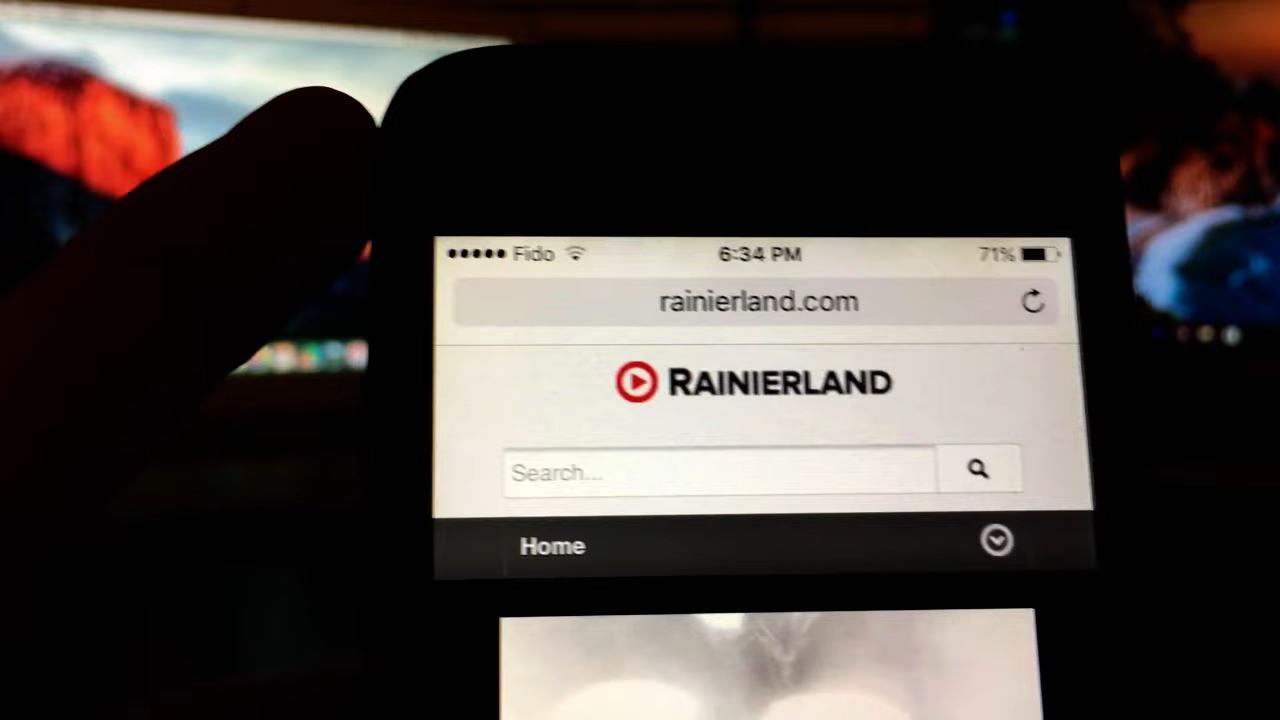 Fido 6:34 PM 71%
rainierland.com
RAINIERLAND
Search...
Home